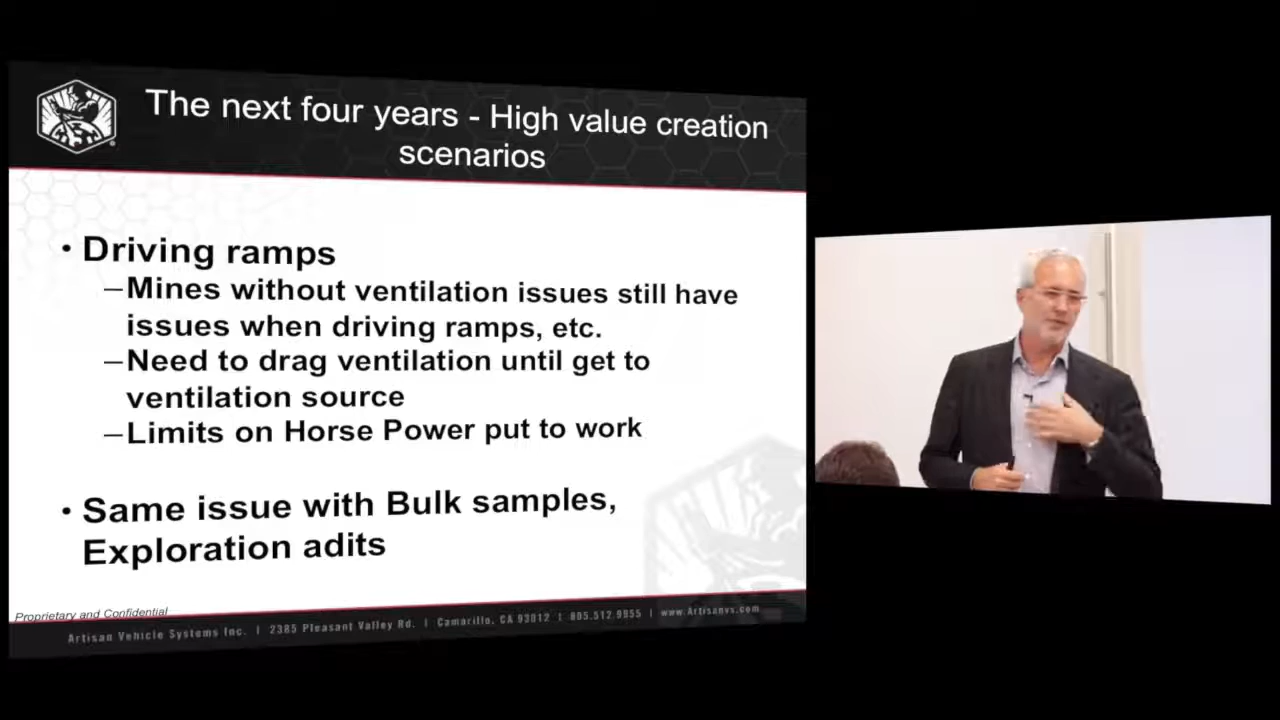 The next four years - High value creation
scenarios
• Driving ramps
–Mines without ventilation issues still have
issues when driving ramps, etc.
–Need to drag ventilation until get to
ventilation source
–Limits on Horse Power put to work
• Same issue with Bulk samples,
Exploration adits
Proprietary and Confidential
Artisan Vehicle Systems Inc. | 2385 Pleasant Valley Rd. | Camarillo, CA 93012 | 805.512.9955 | www.Artisanvs.com